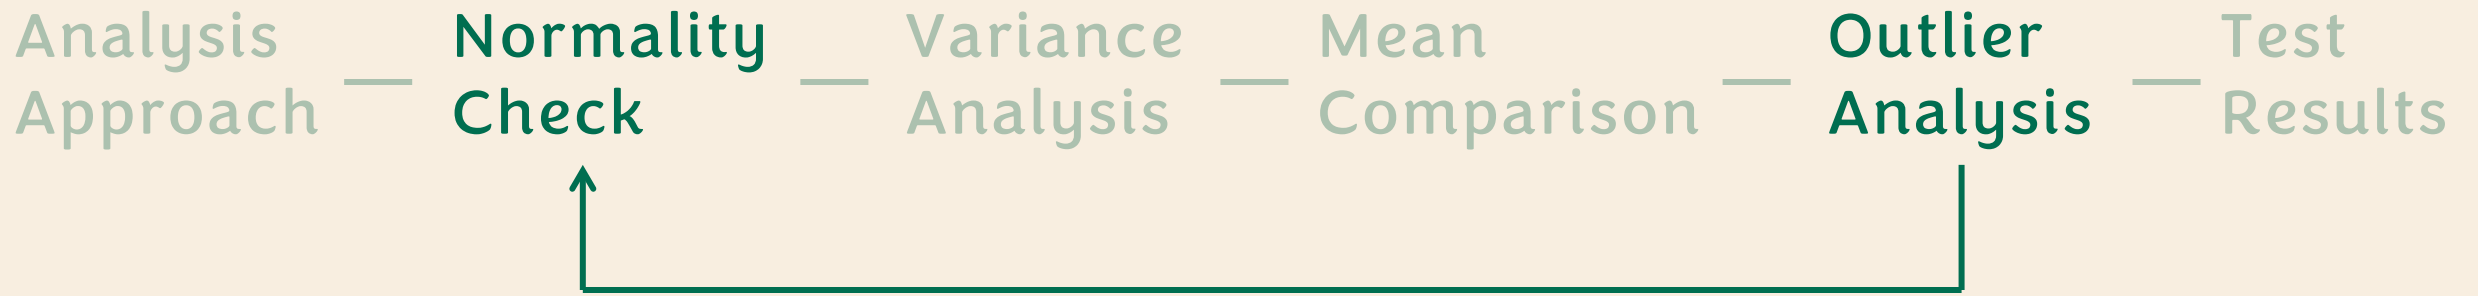 Analysis
Approach
Normality
Check
Variance
Analysis
Mean
Comparison
Outlier
Analysis
Test
Results